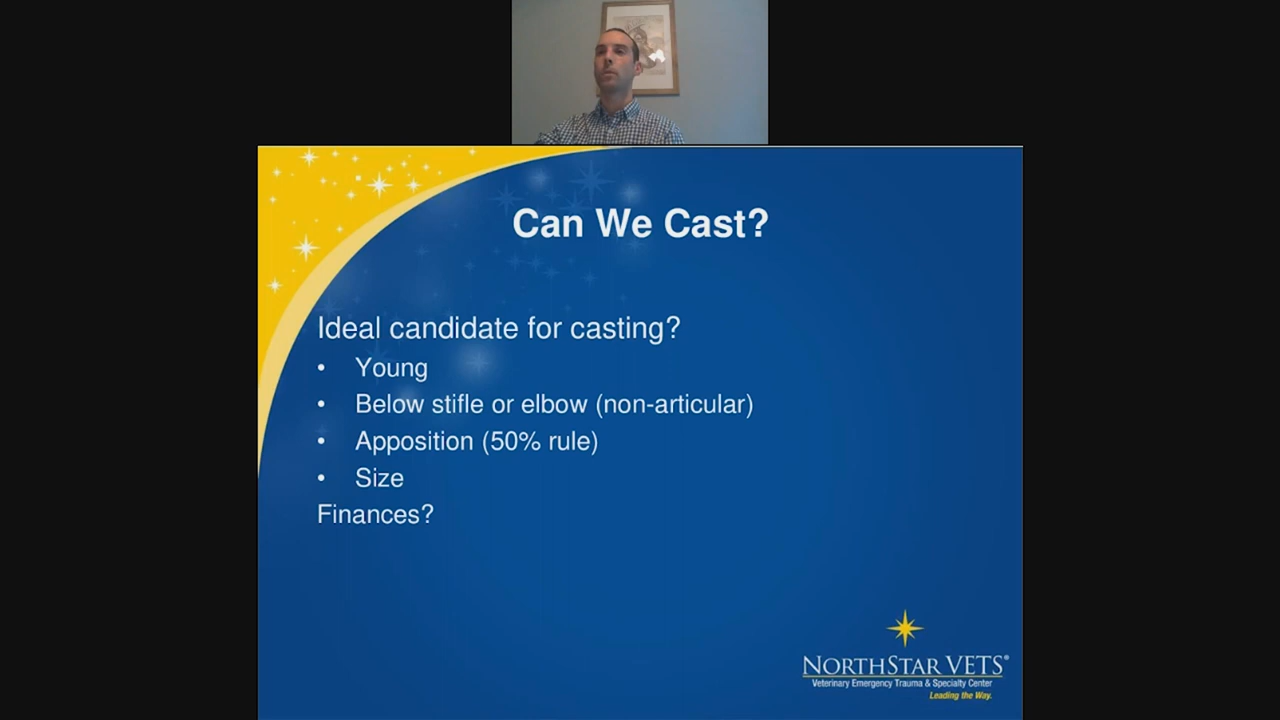 Can We Cast?
Ideal candidate for casting?
• Young
• Below stifle or elbow (non-articular)
• Apposition (50% rule)
• Size
Finances?
NORTHSTAR VETS®
Veterinary Emergency Trauma & Specialty Center
Leading the Way.